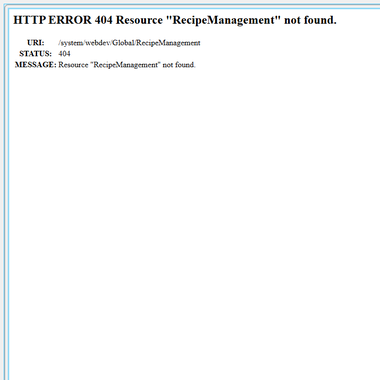 HTTP ERROR 404 Resource "RecipeManagement" not found.
URI: /system/webdev/Global/RecipeManagement
STATUS: 404
MESSAGE: Resource "RecipeManagement" not found.